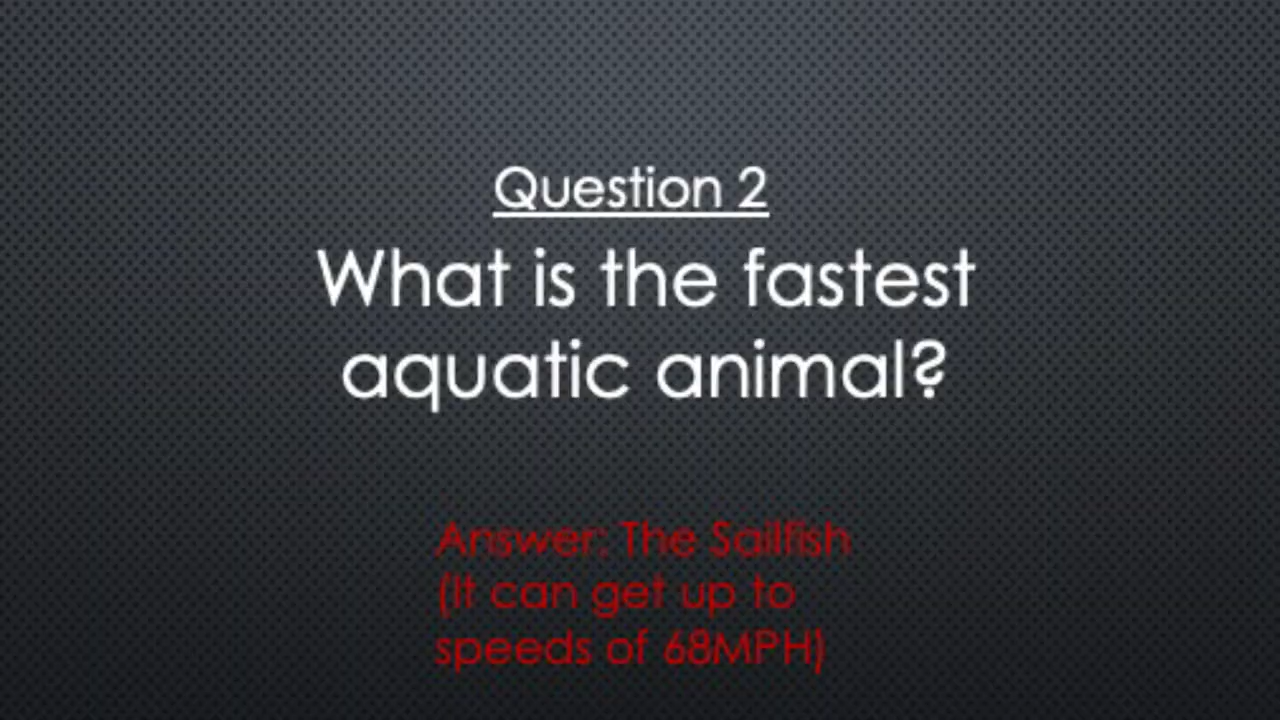 Question 2
What is the fastest
aquatic animal?
Answer: The Sailfish
(It can get up to
speeds of 68MPH)